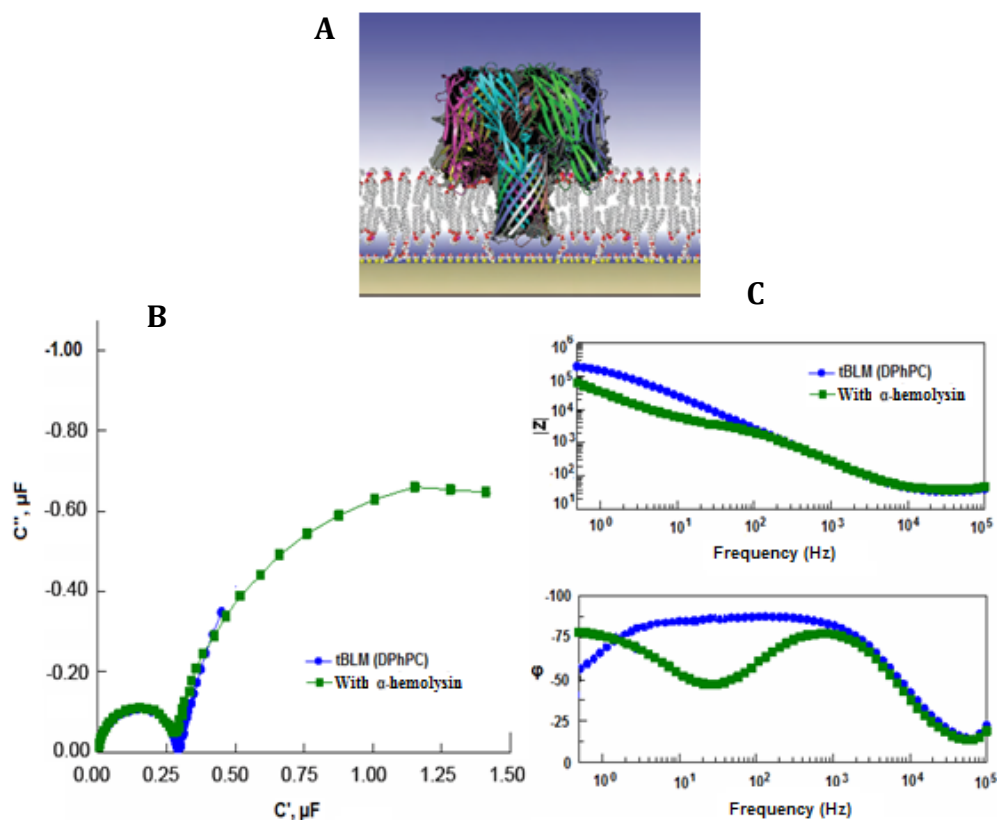 A
B
C
-1.00
-0.80
-0.60
-0.40
-0.20
0.00
C'', µF
0.00 0.25 0.50 0.75 1.00 1.25 1.50
C', µF
tBLM (DPhPC)
With α-hemolysin
10⁶
10⁵
10⁴
10³
10²
10¹
|Z|
tBLM (DPhPC)
With α-hemolysin
10⁰ 10¹ 10² 10³ 10⁴ 10⁵
Frequency (Hz)
-100
-75
-50
-25
0
φ
10⁰ 10¹ 10² 10³ 10⁴ 10⁵
Frequency (Hz)